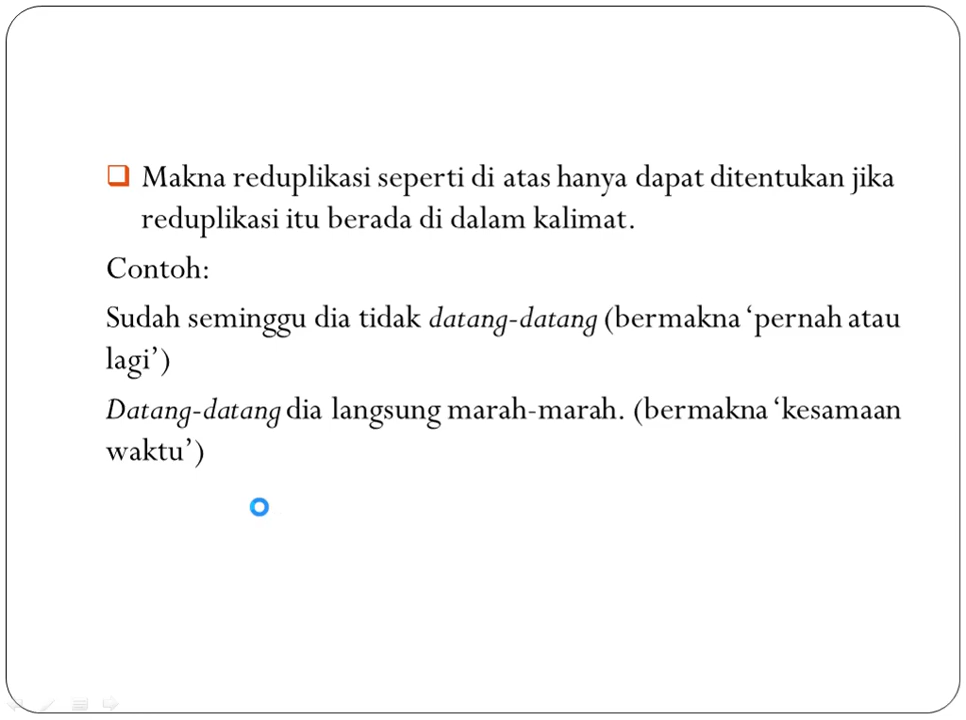 Makna reduplikasi seperti di atas hanya dapat ditentukan jika
reduplikasi itu berada di dalam kalimat.
Contoh:
Sudah seminggu dia tidak datang-datang (bermakna ‘pernah atau
lagi’)
Datang-datang dia langsung marah-marah. (bermakna ‘kesamaan
waktu’)